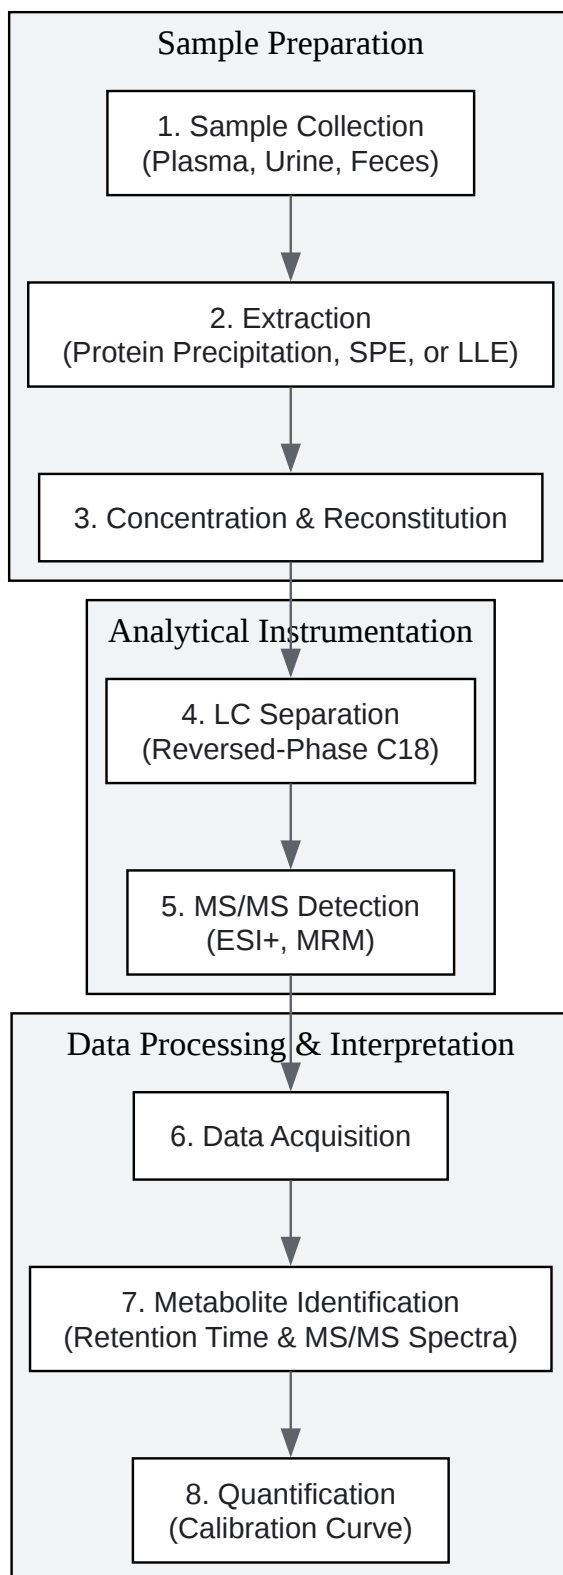 Sample Preparation
1. Sample Collection
(Plasma, Urine, Feces)
2. Extraction
(Protein Precipitation, SPE, or LLE)
3. Concentration & Reconstitution
Analytical Instrumentation
4. LC Separation
(Reversed-Phase C18)
5. MS/MS Detection
(ESI+, MRM)
Data Processing & Interpretation
6. Data Acquisition
7. Metabolite Identification
(Retention Time & MS/MS Spectra)
8. Quantification
(Calibration Curve)